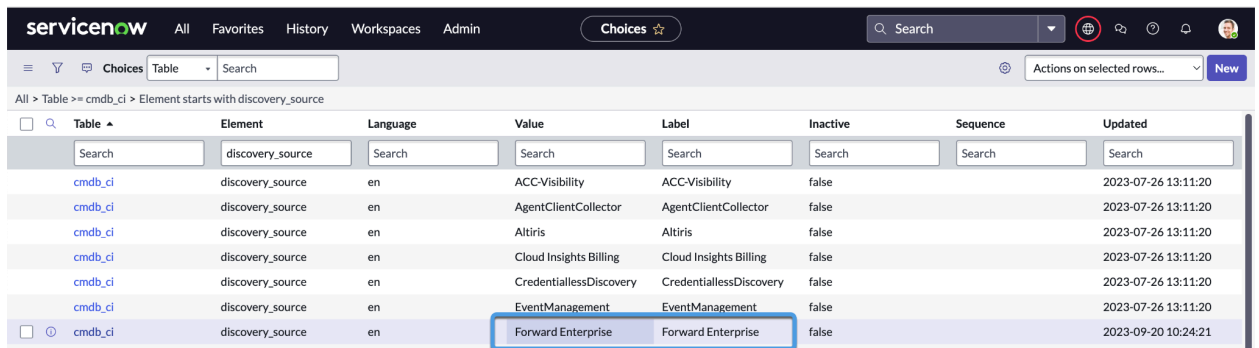 servicenow All Favorites History Workspaces Admin Choices Search
Choices Table Search Actions on selected rows... New
All > Table >= cmdb_ci > Element starts with discovery_source
Table Element Language Value Label Inactive Sequence Updated
Search discovery_source Search Search Search Search Search Search
cmdb_ci discovery_source en ACC-Visibility ACC-Visibility false 2023-07-26 13:11:20
cmdb_ci discovery_source en AgentClientCollector AgentClientCollector false 2023-07-26 13:11:20
cmdb_ci discovery_source en Altiris Altiris false 2023-07-26 13:11:20
cmdb_ci discovery_source en Cloud Insights Billing Cloud Insights Billing false 2023-07-26 13:11:20
cmdb_ci discovery_source en CredentiallessDiscovery CredentiallessDiscovery false 2023-07-26 13:11:20
cmdb_ci discovery_source en EventManagement EventManagement false 2023-07-26 13:11:20
cmdb_ci discovery_source en Forward Enterprise Forward Enterprise false 2023-09-20 10:24:21